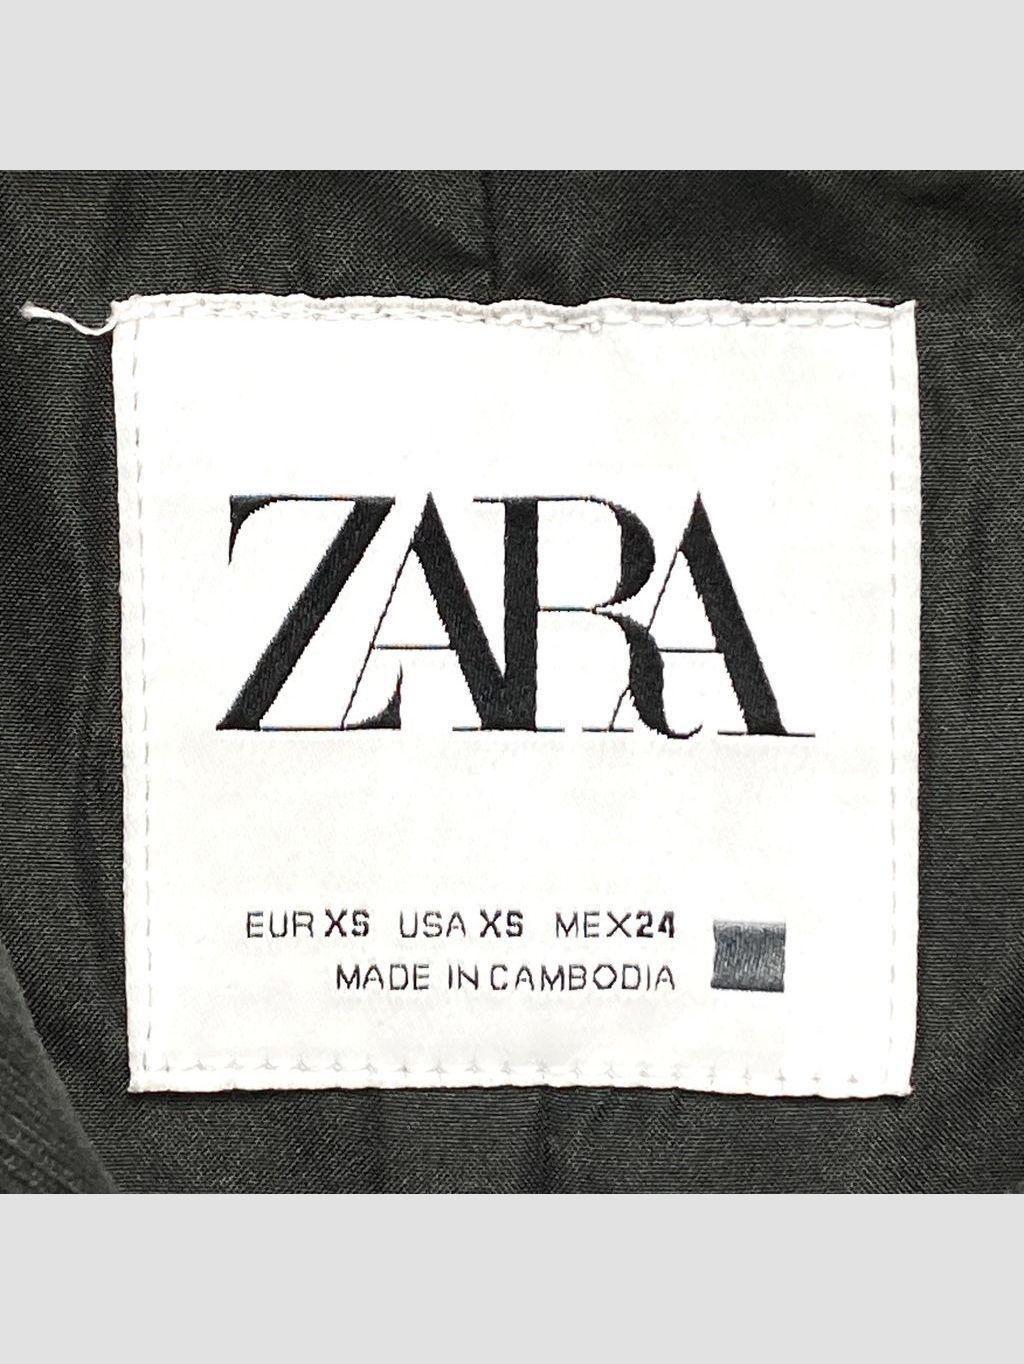 ZARA
EUR XS USA XS MEX 24
MADE IN CAMBODIA